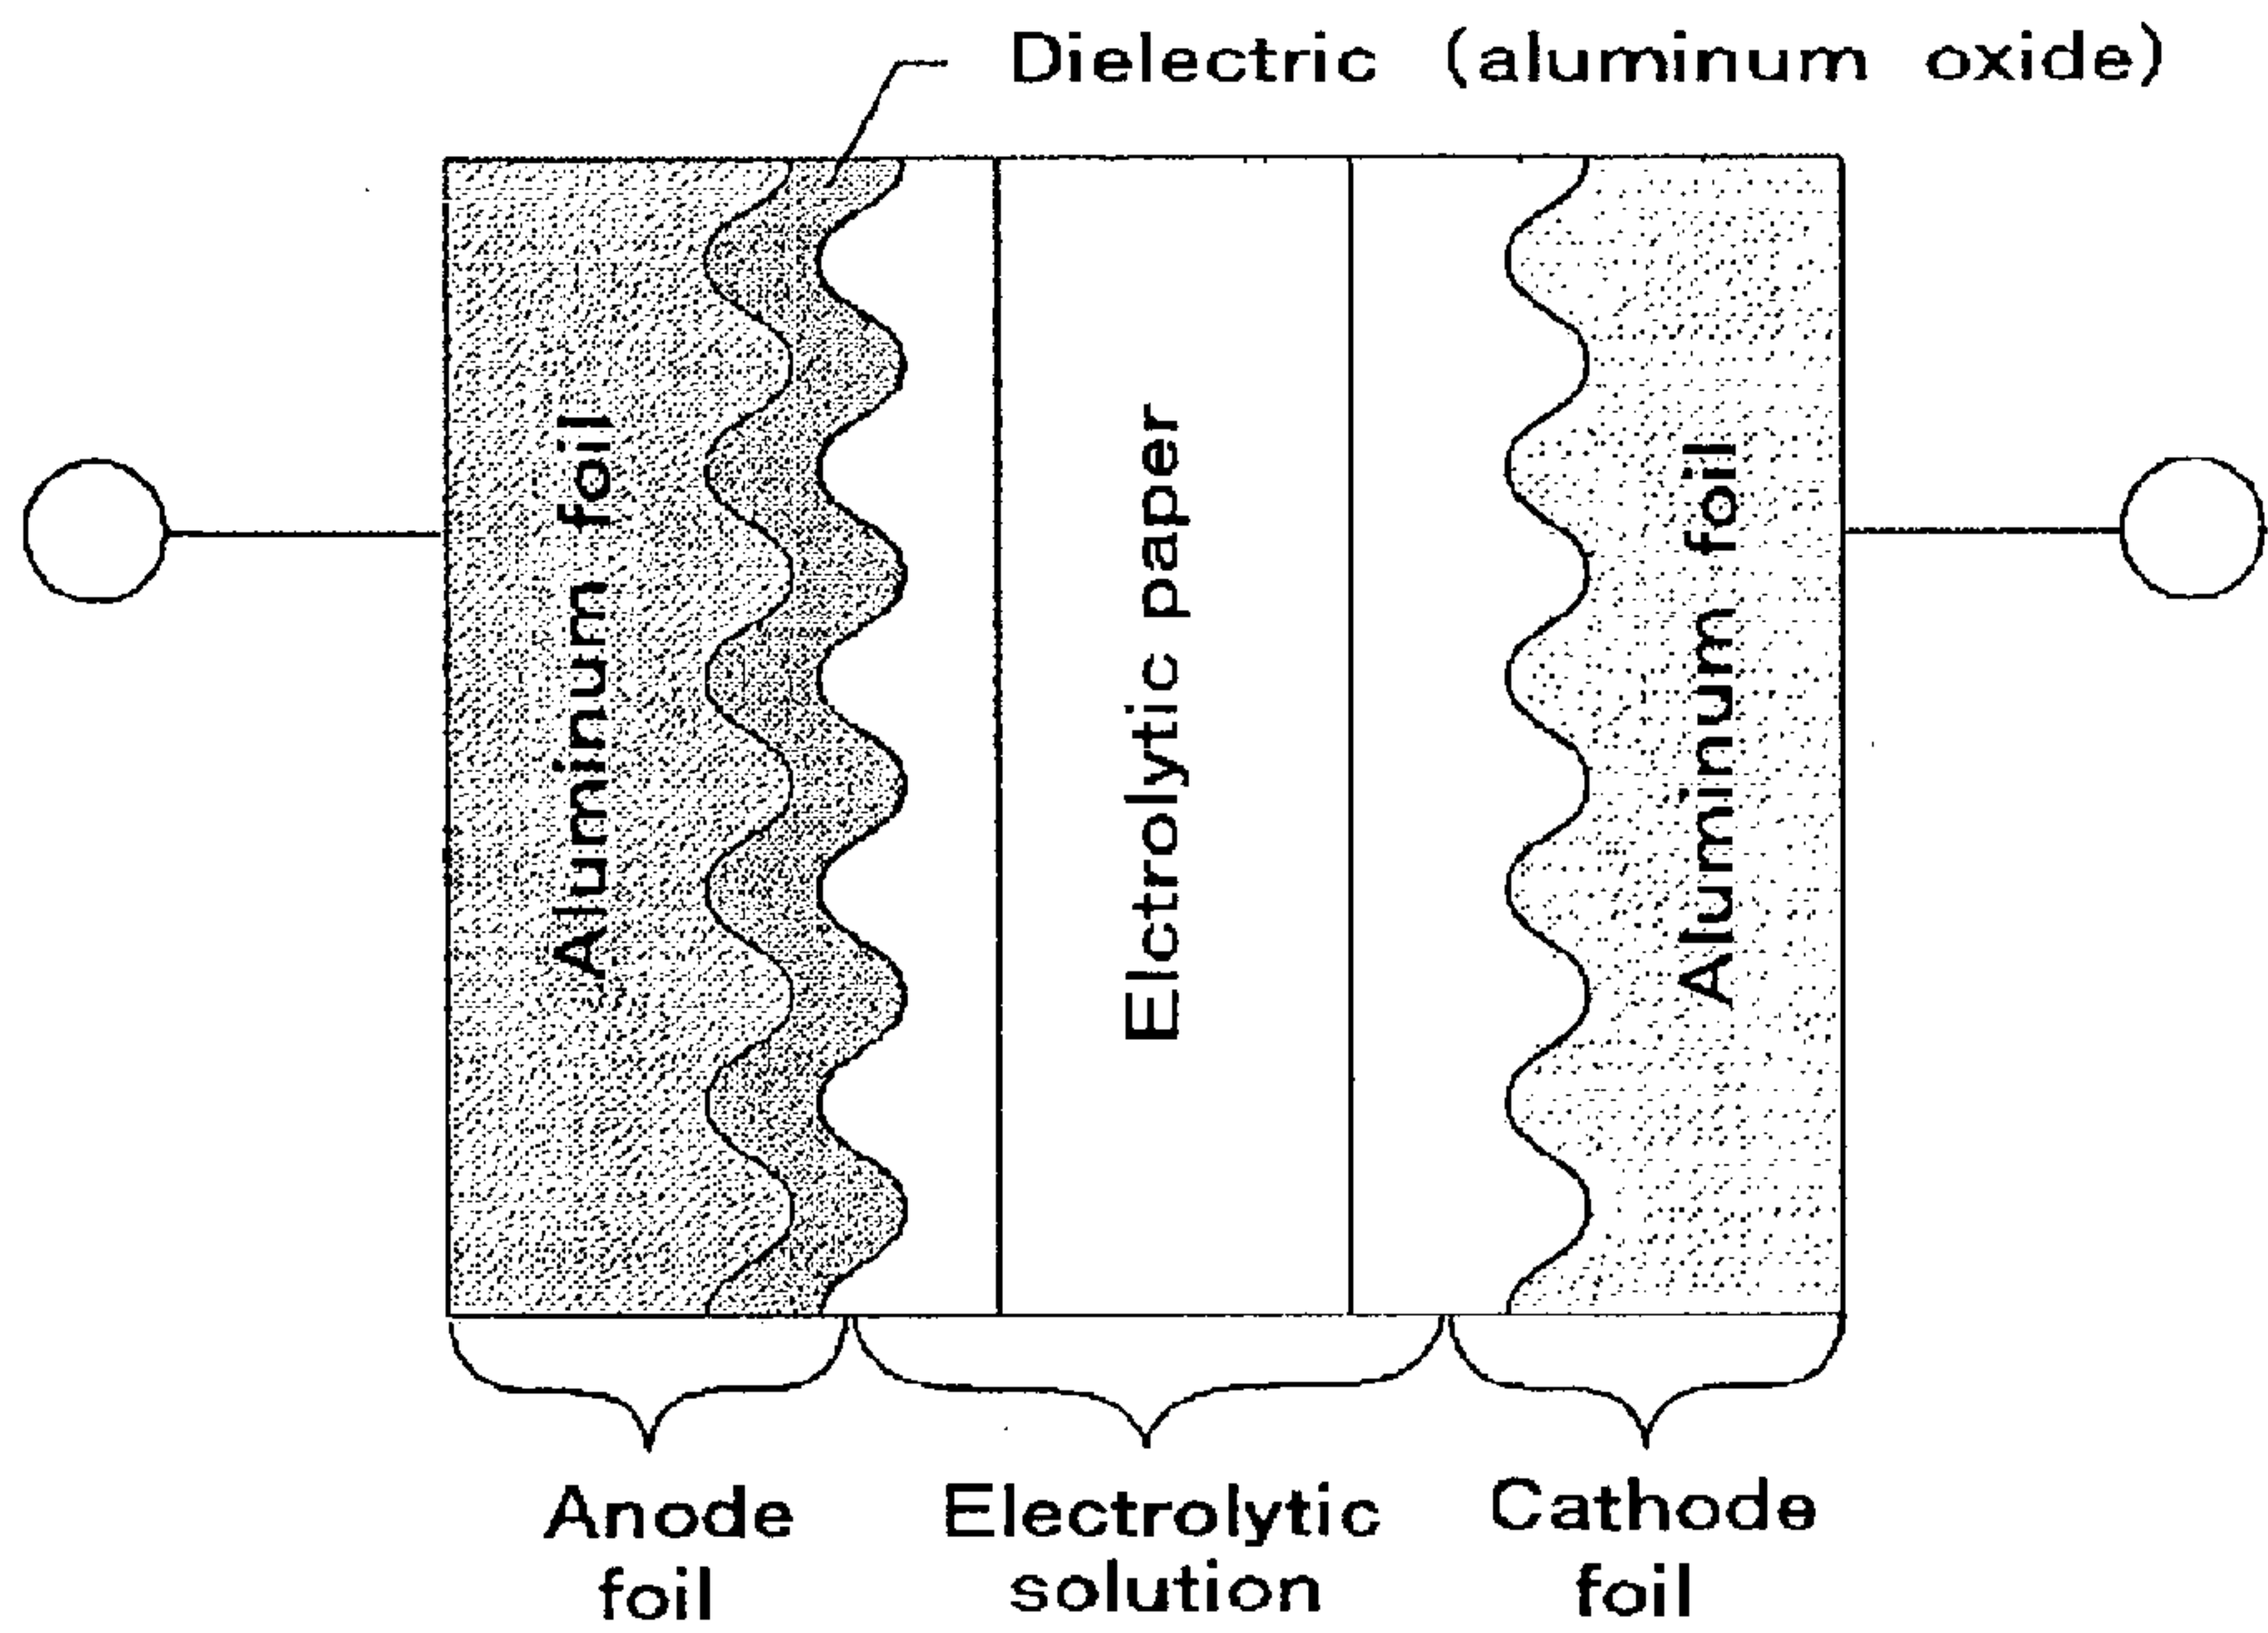 Dielectric (aluminum oxide)
Aluminum foil
Elctrolytic paper
Aluminum foil
Anode
foil
Electrolytic
solution
Cathode
foil